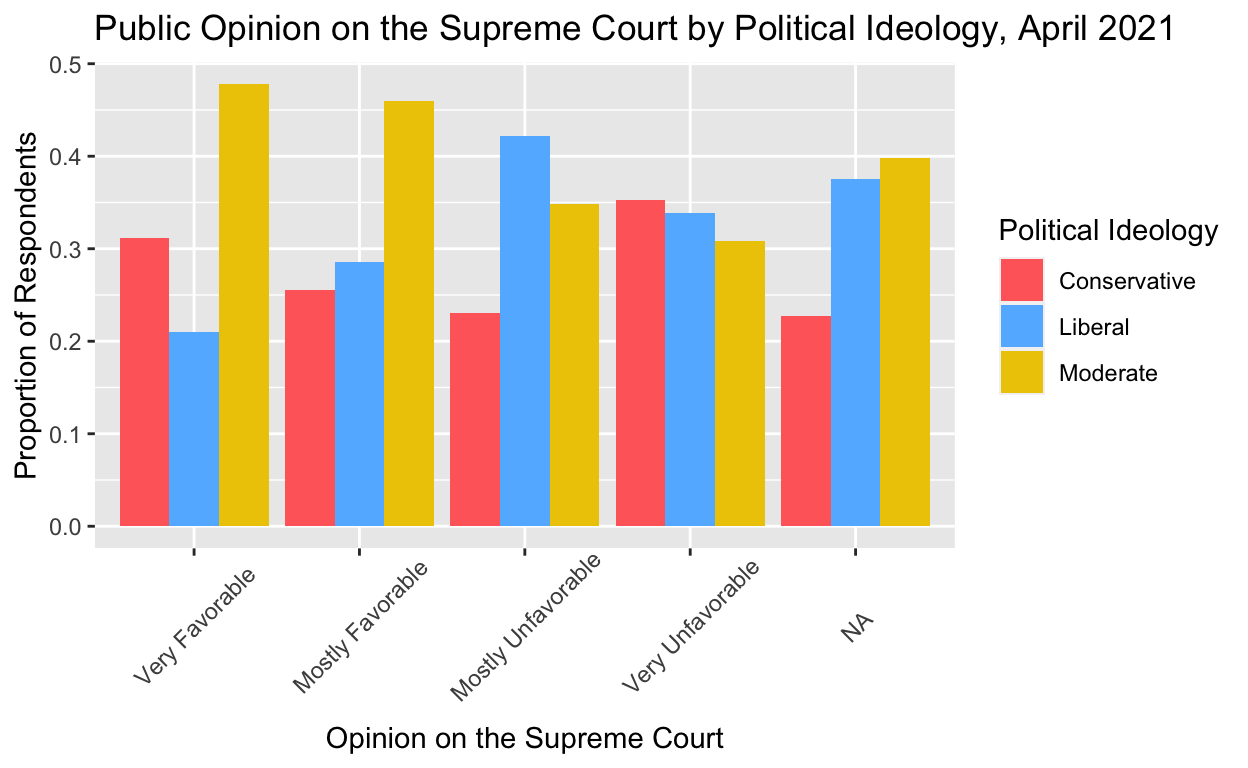 Public Opinion on the Supreme Court by Political Ideology, April 2021
Proportion of Respondents
0.5
0.4
0.3
0.2
0.1
0.0
Very Favorable
Mostly Favorable
Mostly Unfavorable
Very Unfavorable
NA
Opinion on the Supreme Court
Political Ideology
Conservative
Liberal
Moderate